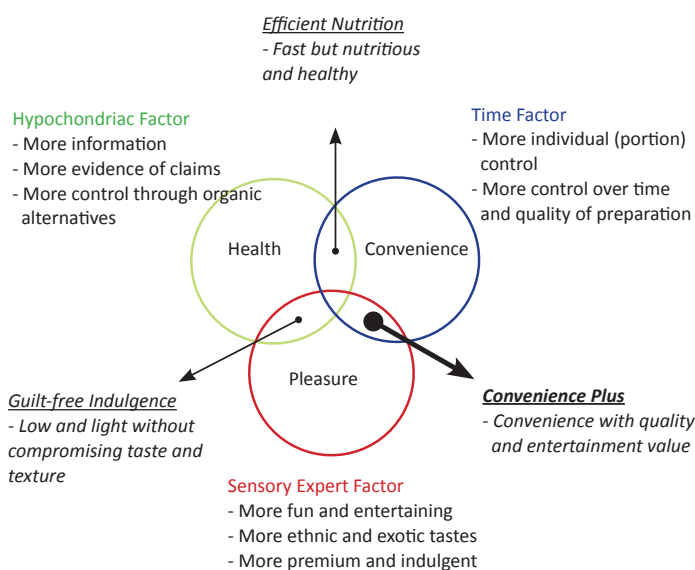 Efficient Nutrition
- Fast but nutritious
and healthy
Hypochondriac Factor
- More information
- More evidence of claims
- More control through organic
alternatives
Time Factor
- More individual (portion)
control
- More control over time
and quality of preparation
Health
Convenience
Pleasure
Guilt-free Indulgence
- Low and light without
compromising taste and
texture
Convenience Plus
- Convenience with quality
and entertainment value
Sensory Expert Factor
- More fun and entertaining
- More ethnic and exotic tastes
- More premium and indulgent